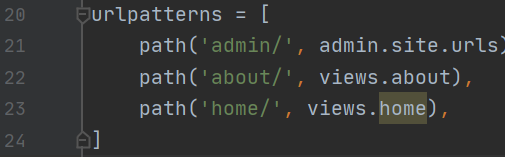 20 urlpatterns = [
21 path('admin/', admin.site.urls)
22 path('about/', views.about),
23 path('home/', views.home),
24 ]